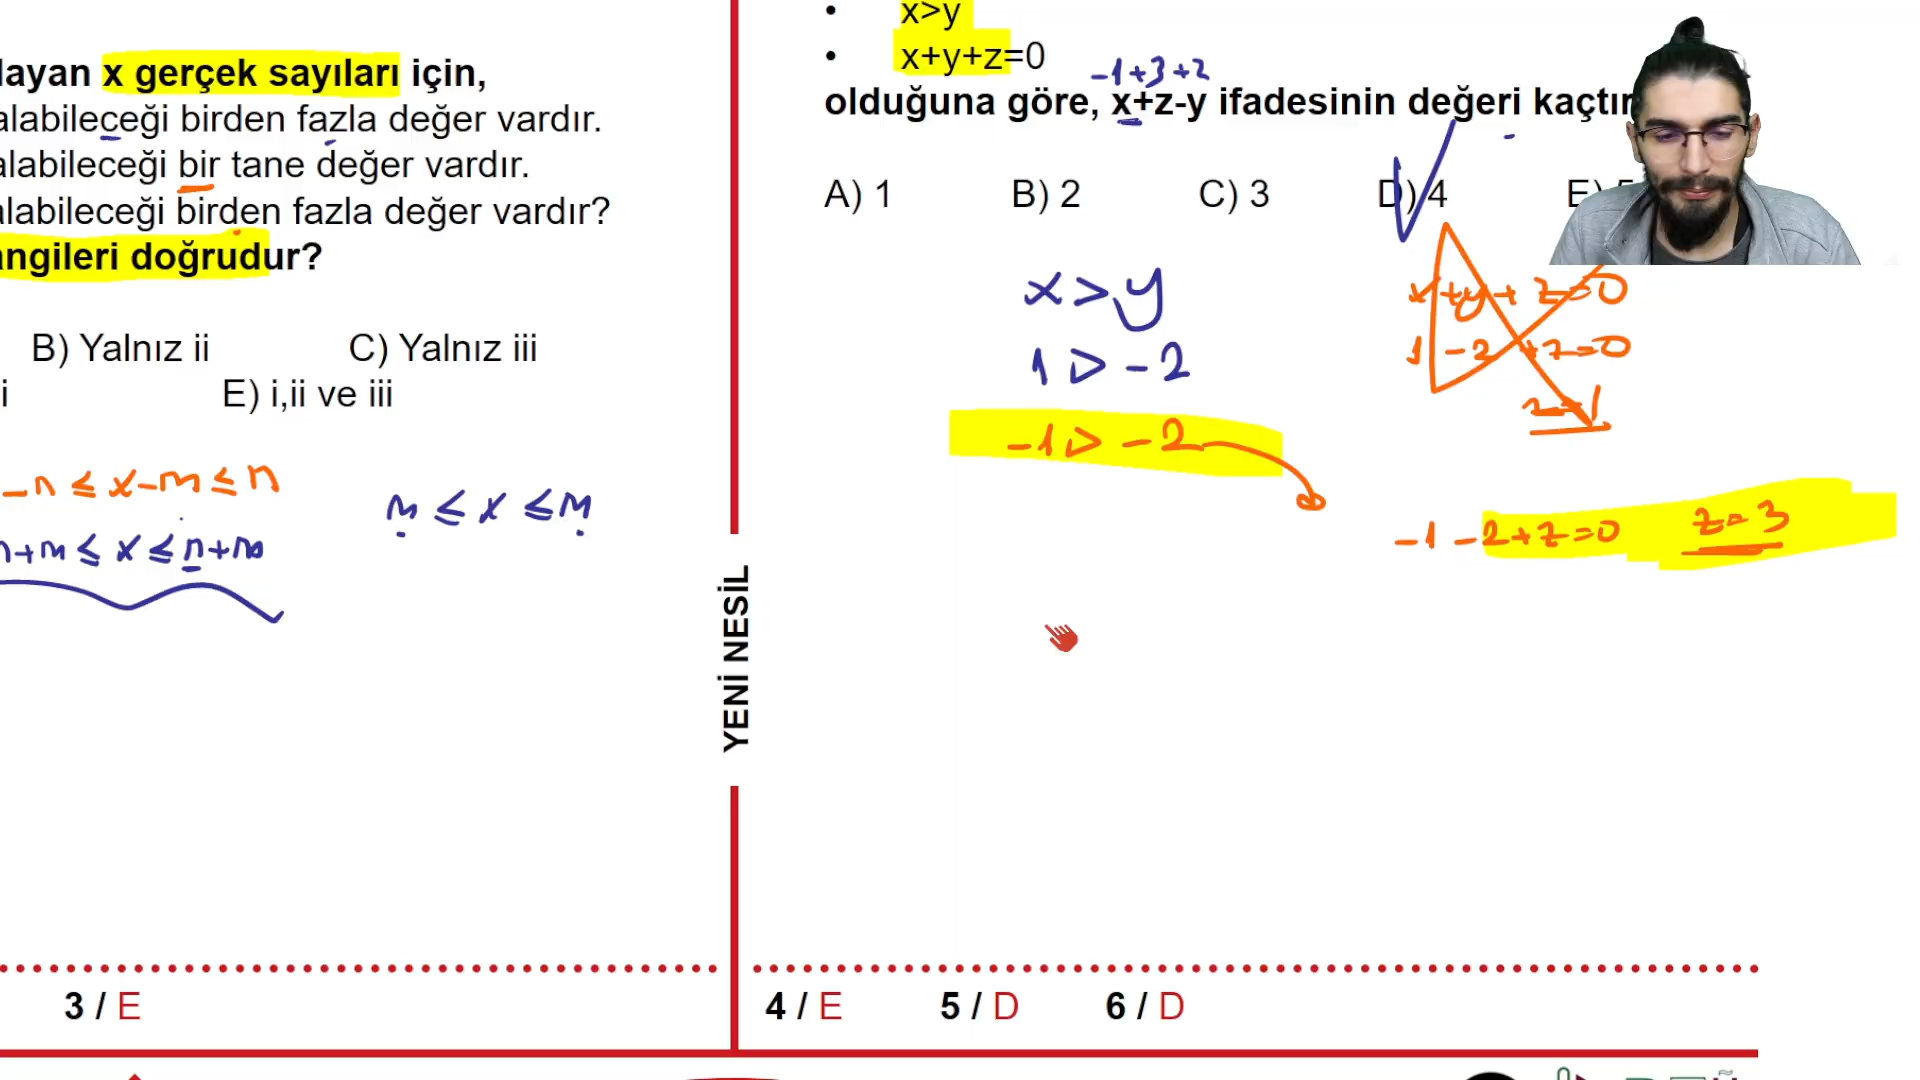 layan x gerçek sayıları için,
alabileceği birden fazla değer vardır.
alabileceği bir tane değer vardır.
alabileceği birden fazla değer vardır?
angileri doğrudur?
B) Yalnız ii
C) Yalnız iii
i
E) i,ii ve iii
-n ≤ x-m ≤ n
n+m ≤ x ≤ n+m
m ≤ x ≤ m
3 / E
YENİ NESİL
• x>y
• x+y+z=0
-1+3+2
olduğuna göre, x+z-y ifadesinin değeri kaçtır
A) 1
B) 2
C) 3
D) 4
E) 5
x > y
1 > -2
-1 > -2
x+y+z=0
1 -2 +z=0
z=1
-1 -2+z=0
z=3
4 / E
5 / D
6 / D